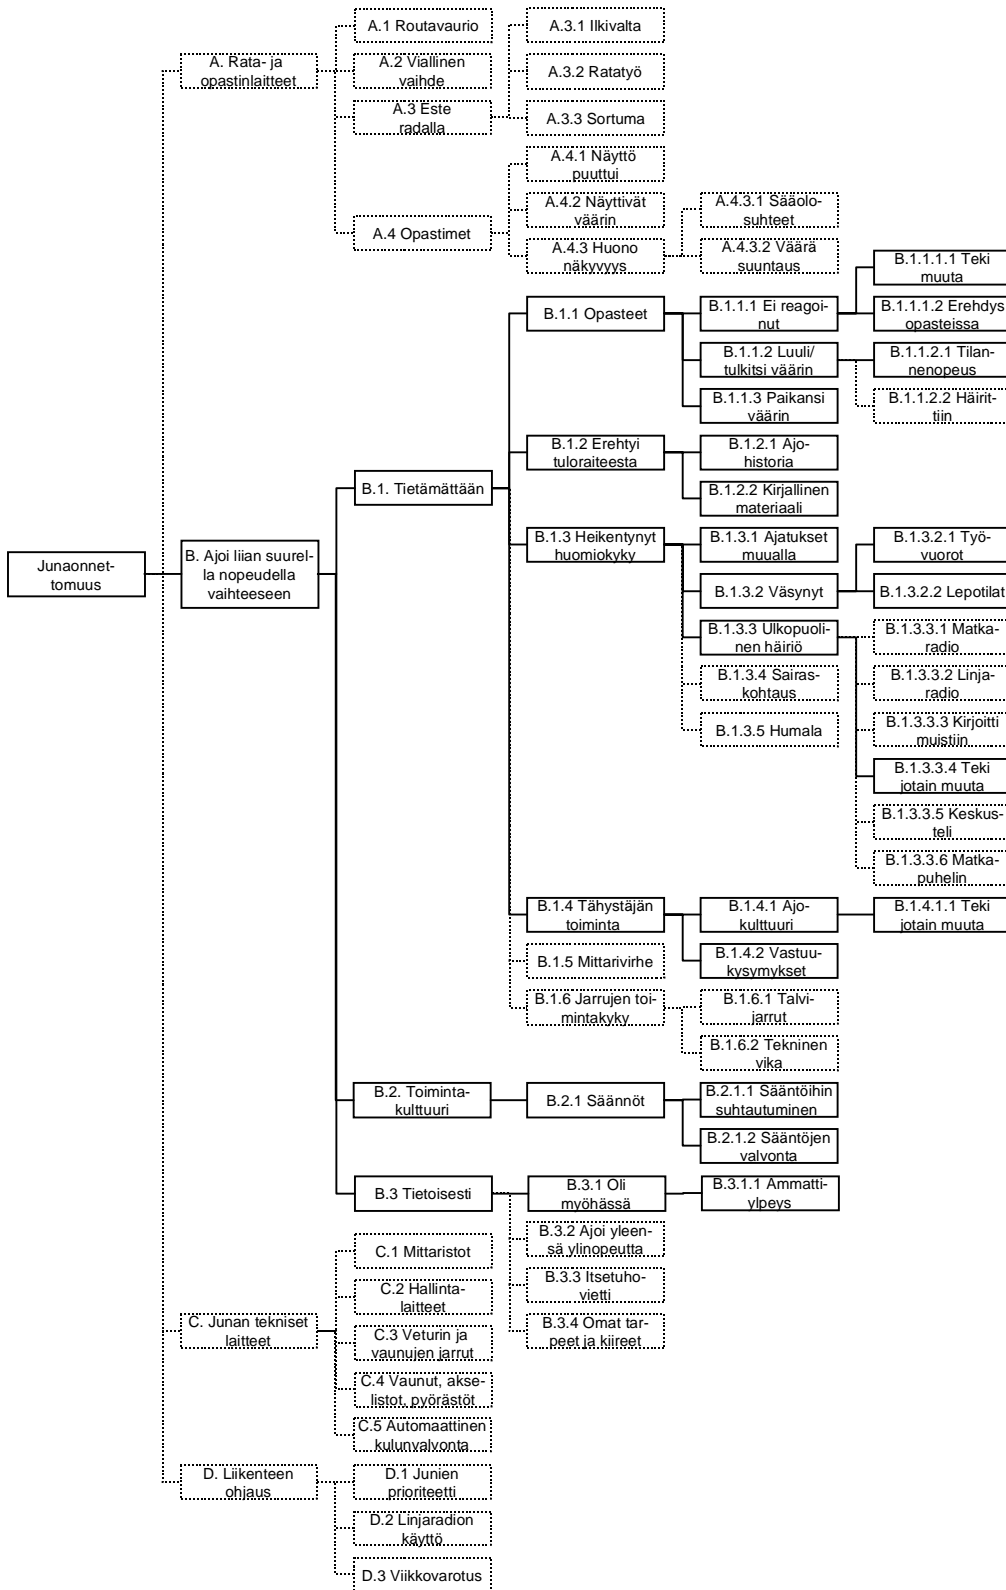 Junaonnet-
tomuus
A. Rata- ja
opastinlaitteet
A.1 Routavaurio
A.2 Viallinen
vaihde
A.3 Este
radalla
A.3.1 Ilkivalta
A.3.2 Ratatyö
A.3.3 Sortuma
A.4 Opastimet
A.4.1 Näyttö
puuttui
A.4.2 Näyttivät
väärin
A.4.3 Huono
näkyvyys
A.4.3.1 Sääolo-
suhteet
A.4.3.2 Väärä
suuntaus
B. Ajoi liian suurel-
la nopeudella
vaihteeseen
B.1. Tietämättään
B.1.1 Opasteet
B.1.1.1 Ei reagoi-
nut
B.1.1.1.1 Teki
muuta
B.1.1.1.2 Erehdys
opasteissa
B.1.1.2 Luuli/
tulkitsi väärin
B.1.1.2.1 Tilan-
nenopeus
B.1.1.2.2 Häirit-
tiin
B.1.1.3 Paikansi
väärin
B.1.2 Erehtyi
tuloraiteesta
B.1.2.1 Ajo-
historia
B.1.2.2 Kirjallinen
materiaali
B.1.3 Heikentynyt
huomiokyky
B.1.3.1 Ajatukset
muualla
B.1.3.2 Väsynyt
B.1.3.2.1 Työ-
vuorot
B.1.3.2.2 Lepotilat
B.1.3.3 Ulkopuoli-
nen häiriö
B.1.3.3.1 Matka-
radio
B.1.3.3.2 Linja-
radio
B.1.3.3.3 Kirjoitti
muistiin
B.1.3.3.4 Teki
jotain muuta
B.1.3.3.5 Keskus-
teli
B.1.3.3.6 Matka-
puhelin
B.1.3.4 Sairas-
kohtaus
B.1.3.5 Humala
B.1.4 Tähystäjän
toiminta
B.1.4.1 Ajo-
kulttuuri
B.1.4.1.1 Teki
jotain muuta
B.1.4.2 Vastuu-
kysymykset
B.1.5 Mittarivirhe
B.1.6 Jarrujen toi-
mintakyky
B.1.6.1 Talvi-
jarrut
B.1.6.2 Tekninen
vika
B.2. Toiminta-
kulttuuri
B.2.1 Säännöt
B.2.1.1 Sääntöihin
suhtautuminen
B.2.1.2 Sääntöjen
valvonta
B.3 Tietoisesti
B.3.1 Oli
myöhässä
B.3.1.1 Ammatti-
ylpeys
B.3.2 Ajoi yleen-
sä ylinopeutta
B.3.3 Itsetuho-
vietti
B.3.4 Omat tar-
peet ja kiireet
C. Junan tekniset
laitteet
C.1 Mittaristot
C.2 Hallinta-
laitteet
C.3 Veturin ja
vaunujen jarrut
C.4 Vaunut, akse-
listot, pyörästöt
C.5 Automaattinen
kulunvalvonta
D. Liikenteen
ohjaus
D.1 Junien
prioriteetti
D.2 Linjaradion
käyttö
D.3 Viikkovarotus